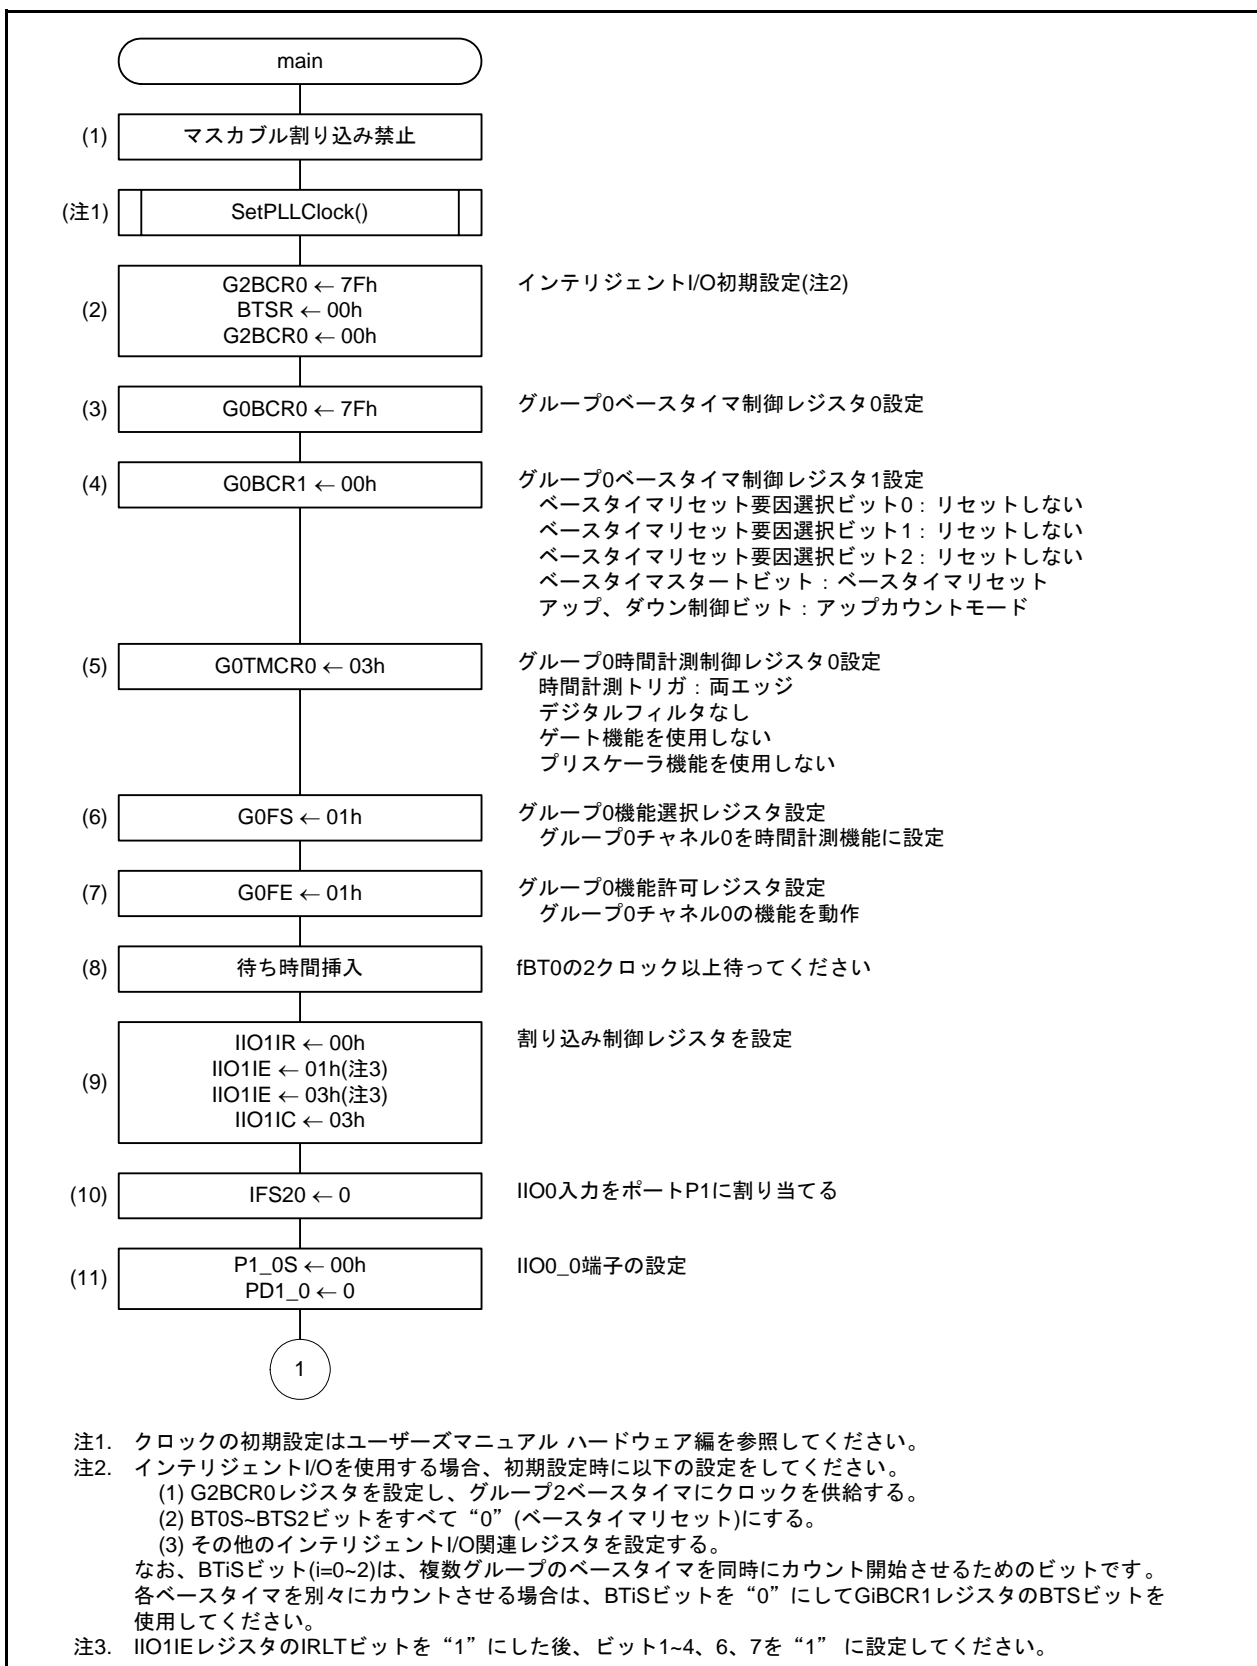 main
(1)
マスカブル割り込み禁止
(注1)
SetPLLClock()
(2)
G2BCR0 ← 7Fh
BTSR ← 00h
G2BCR0 ← 00h
インテリジェントI/O初期設定(注2)
(3)
G0BCR0 ← 7Fh
グループ0ベースタイマ制御レジスタ0設定
(4)
G0BCR1 ← 00h
グループ0ベースタイマ制御レジスタ1設定
ベースタイマリセット要因選択ビット0：リセットしない
ベースタイマリセット要因選択ビット1：リセットしない
ベースタイマリセット要因選択ビット2：リセットしない
ベースタイマスタートビット：ベースタイマリセット
アップ、ダウン制御ビット：アップカウントモード
(5)
G0TMCR0 ← 03h
グループ0時間計測制御レジスタ0設定
時間計測トリガ：両エッジ
デジタルフィルタなし
ゲート機能を使用しない
プリスケーラ機能を使用しない
(6)
G0FS ← 01h
グループ0機能選択レジスタ設定
グループ0チャネル0を時間計測機能に設定
(7)
G0FE ← 01h
グループ0機能許可レジスタ設定
グループ0チャネル0の機能を動作
(8)
待ち時間挿入
fBT0の2クロック以上待ってください
(9)
IIO1IR ← 00h
IIO1IE ← 01h(注3)
IIO1IE ← 03h(注3)
IIO1IC ← 03h
割り込み制御レジスタを設定
(10)
IFS20 ← 0
IIO0入力をポートP1に割り当てる
(11)
P1_0S ← 00h
PD1_0 ← 0
IIO0_0端子の設定
1
注1. クロックの初期設定はユーザーズマニュアル ハードウェア編を参照してください。
注2. インテリジェントI/Oを使用する場合、初期設定時に以下の設定をしてください。
(1) G2BCR0レジスタを設定し、グループ2ベースタイマにクロックを供給する。
(2) BT0S~BTS2ビットをすべて“0”(ベースタイマリセット)にする。
(3) その他のインテリジェントI/O関連レジスタを設定する。
なお、BTiSビット(i=0~2)は、複数グループのベースタイマを同時にカウント開始させるためのビットです。
各ベースタイマを別々にカウントさせる場合は、BTiSビットを“0”にしてGiBCR1レジスタのBTSビットを
使用してください。
注3. IIO1IEレジスタのIRLTビットを“1”にした後、ビット1~4、6、7を“1” に設定してください。